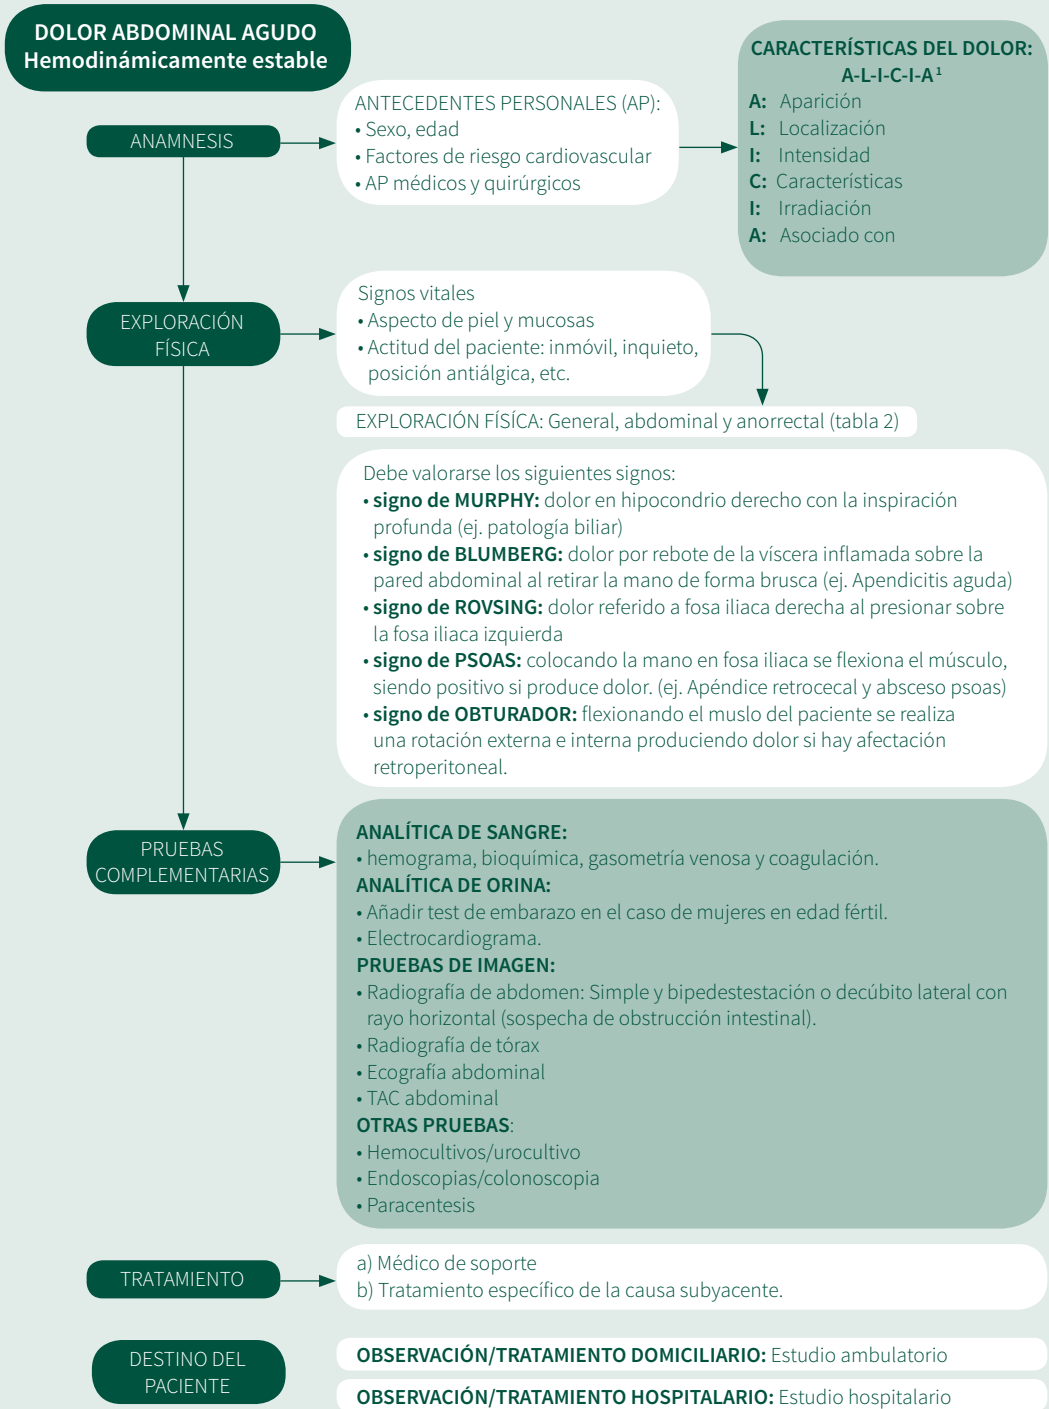 DOLOR ABDOMINAL AGUDO
Hemodinámicamente estable
ANAMNESIS
ANTECEDENTES PERSONALES (AP):
• Sexo, edad
• Factores de riesgo cardiovascular
• AP médicos y quirúrgicos
CARACTERÍSTICAS DEL DOLOR:
A-L-I-C-I-A¹
A: Aparición
L: Localización
I: Intensidad
C: Características
I: Irradiación
A: Asociado con
EXPLORACIÓN
FÍSICA
Signos vitales
• Aspecto de piel y mucosas
• Actitud del paciente: inmóvil, inquieto,
posición antiálgica, etc.
EXPLORACIÓN FÍSÍCA: General, abdominal y anorrectal (tabla 2)
Debe valorarse los siguientes signos:
• signo de MURPHY: dolor en hipocondrio derecho con la inspiración
profunda (ej. patología biliar)
• signo de BLUMBERG: dolor por rebote de la víscera inflamada sobre la
pared abdominal al retirar la mano de forma brusca (ej. Apendicitis aguda)
• signo de ROVSING: dolor referido a fosa iliaca derecha al presionar sobre
la fosa iliaca izquierda
• signo de PSOAS: colocando la mano en fosa iliaca se flexiona el músculo,
siendo positivo si produce dolor. (ej. Apéndice retrocecal y absceso psoas)
• signo de OBTURADOR: flexionando el muslo del paciente se realiza
una rotación externa e interna produciendo dolor si hay afectación
retroperitoneal.
PRUEBAS
COMPLEMENTARIAS
ANALÍTICA DE SANGRE:
• hemograma, bioquímica, gasometría venosa y coagulación.
ANALÍTICA DE ORINA:
• Añadir test de embarazo en el caso de mujeres en edad fértil.
• Electrocardiograma.
PRUEBAS DE IMAGEN:
• Radiografía de abdomen: Simple y bipedestestación o decúbito lateral con
rayo horizontal (sospecha de obstrucción intestinal).
• Radiografía de tórax
• Ecografía abdominal
• TAC abdominal
OTRAS PRUEBAS:
• Hemocultivos/urocultivo
• Endoscopias/colonoscopia
• Paracentesis
TRATAMIENTO
a) Médico de soporte
b) Tratamiento específico de la causa subyacente.
DESTINO DEL
PACIENTE
OBSERVACIÓN/TRATAMIENTO DOMICILIARIO: Estudio ambulatorio
OBSERVACIÓN/TRATAMIENTO HOSPITALARIO: Estudio hospitalario